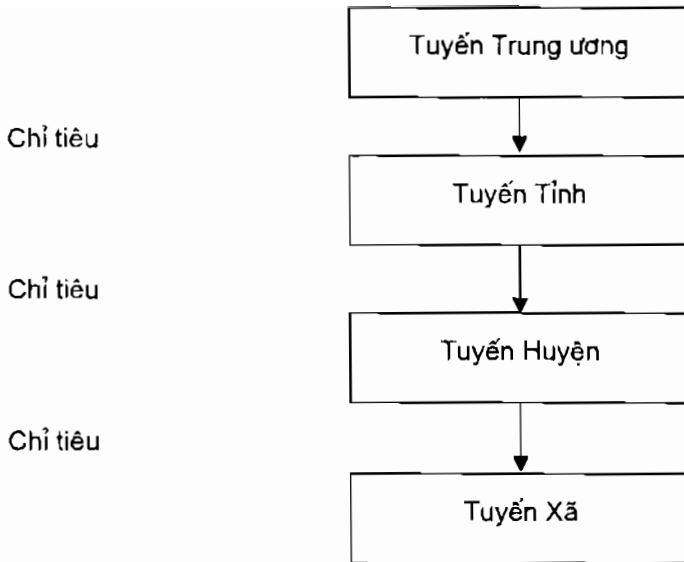 Tuyến Trung ương
Chỉ tiêu
Tuyến Tỉnh
Chỉ tiêu
Tuyến Huyện
Chỉ tiêu
Tuyến Xã